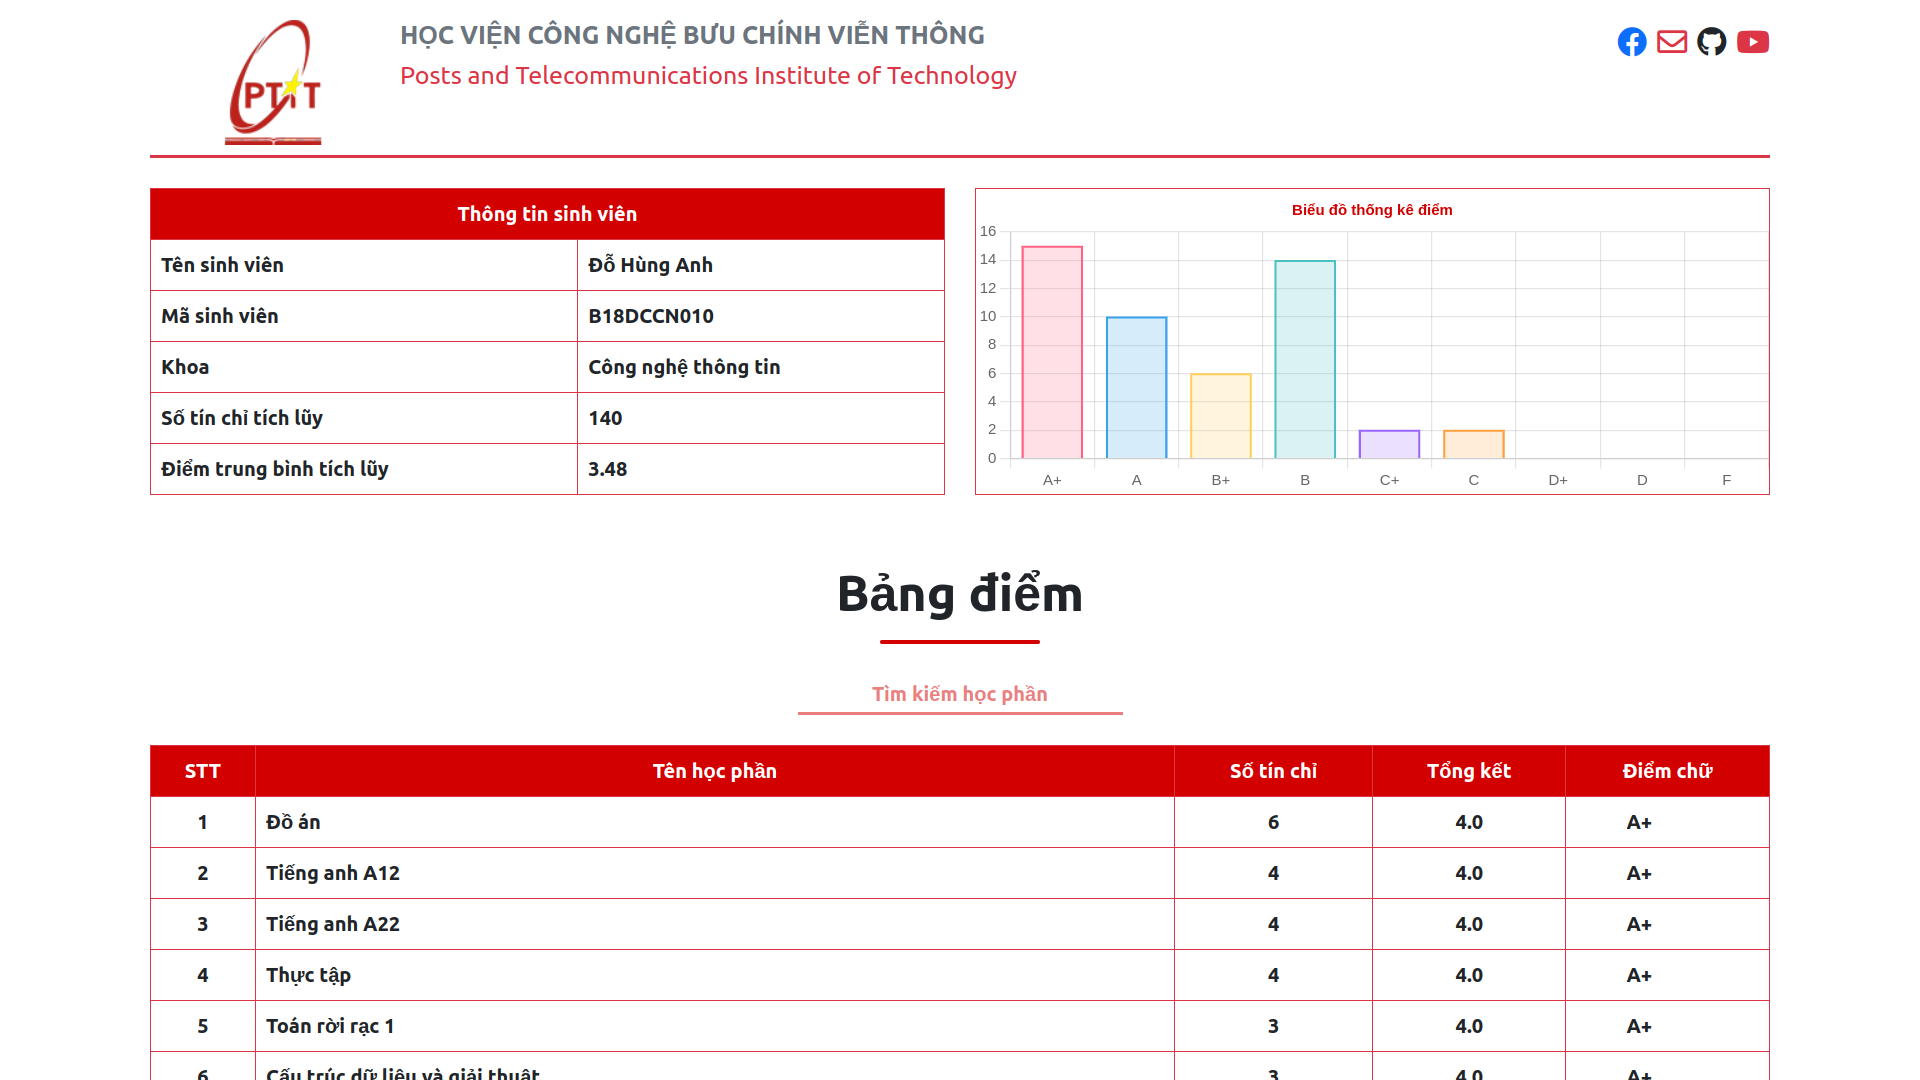 PTIT
HỌC VIỆN CÔNG NGHỆ BƯU CHÍNH VIỄN THÔNG
Posts and Telecommunications Institute of Technology
Thông tin sinh viên
Tên sinh viên Đỗ Hùng Anh
Mã sinh viên B18DCCN010
Khoa Công nghệ thông tin
Số tín chỉ tích lũy 140
Điểm trung bình tích lũy 3.48
Biểu đồ thống kê điểm
16
14
12
10
8
6
4
2
0
A+ A B+ B C+ C D+ D F
Bảng điểm
Tìm kiếm học phần
STT Tên học phần Số tín chỉ Tổng kết Điểm chữ
1 Đồ án 6 4.0 A+
2 Tiếng anh A12 4 4.0 A+
3 Tiếng anh A22 4 4.0 A+
4 Thực tập 4 4.0 A+
5 Toán rời rạc 1 3 4.0 A+
6 Cấu trúc dữ liệu và giải thuật 3 4.0 A+